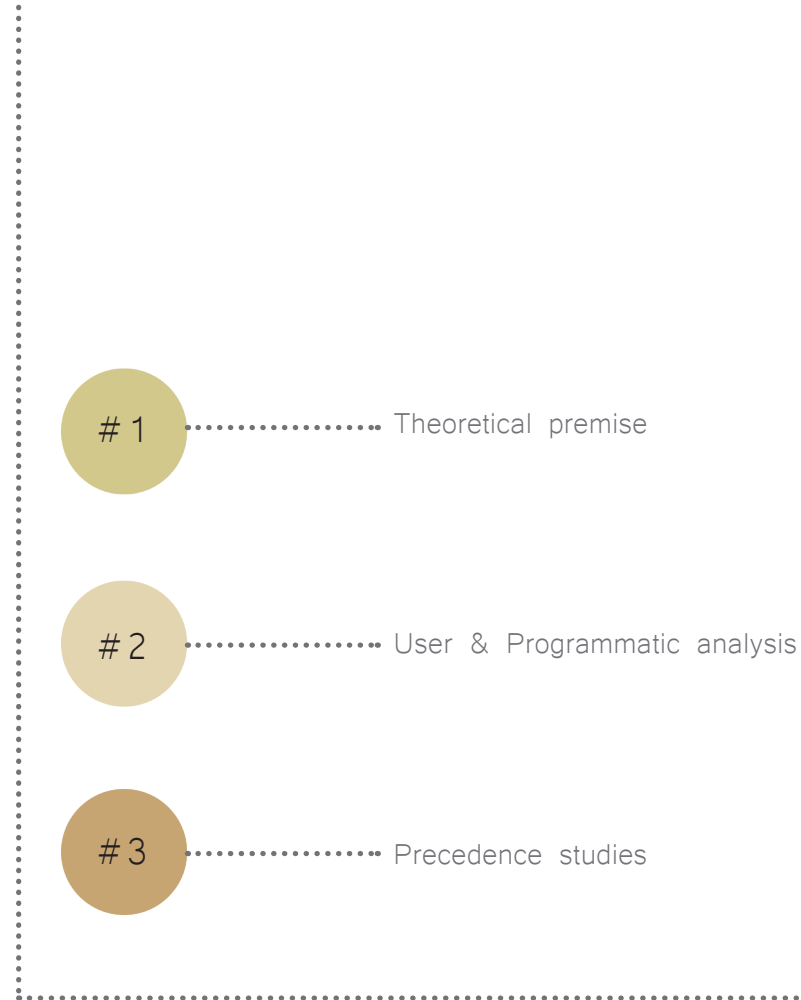 #1 Theoretical premise
#2 User & Programmatic analysis
#3 Precedence studies